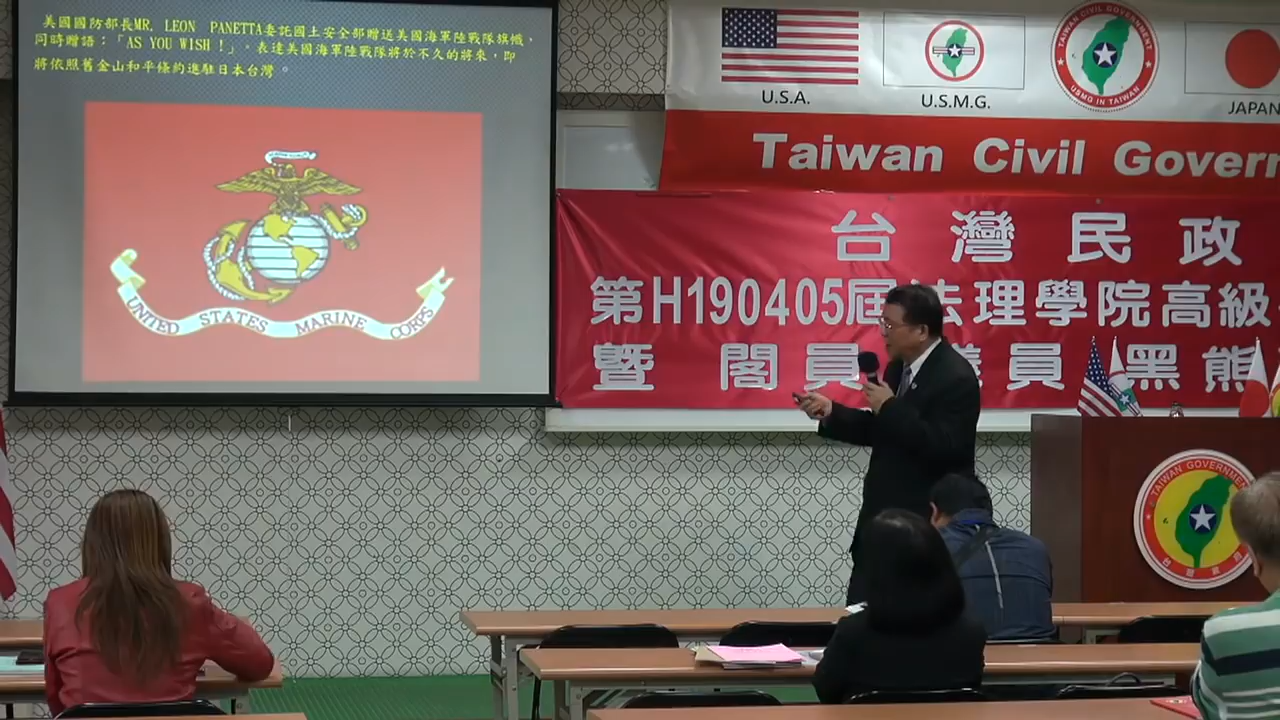 美國國防部長MR. LEON PANETTA委託國土安全部贈送美國海軍陸戰隊旗幟，
同時贈語：「AS YOU WISH！」。表達美國海軍陸戰隊將於不久的將來，即
將依照舊金山和平條約進駐日本台灣。
UNITED STATES MARINE CORPS
U.S.A.
U.S.M.G.
TAIWAN CIVIL GOVERNMENT
USMG IN TAIWAN
JAPAN
Taiwan Civil Govern
台灣民政
第H190405屆法理學院高級
暨 閣員 議員 黑熊
TAIWAN GOVERNMENT